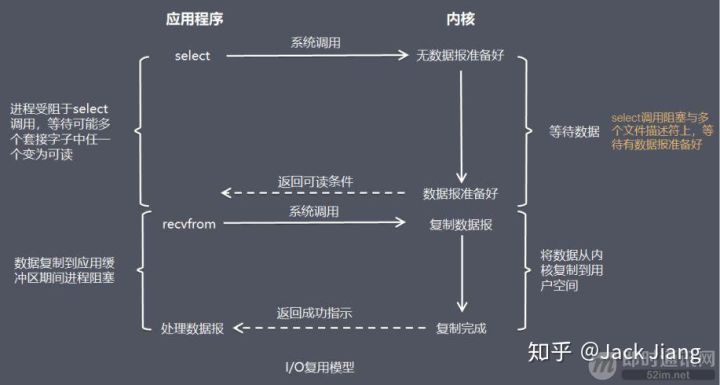 应用程序
内核
select
系统调用
无数据报准备好
进程受阻于select
调用，等待可能多
个套接字子中任一
个变为可读
等待数据
select调用阻塞与多
个文件描述符上，等
待有数据报准备好
返回可读条件
数据报准备好
recvfrom
系统调用
复制数据报
数据复制到应用缓
冲区期间进程阻塞
将数据从内
核复制到用
户空间
返回成功指示
处理数据报
复制完成
I/O复用模型
知乎 @Jack Jiang
即时通讯网
52im.net